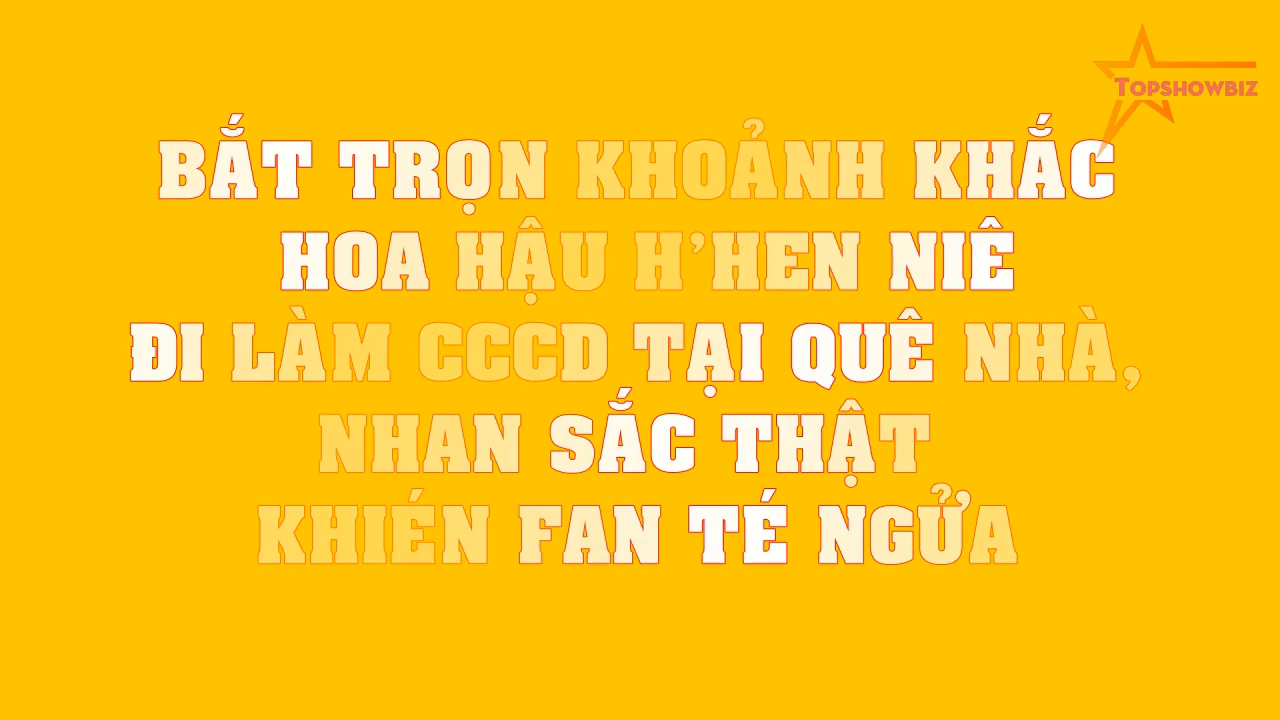 TOPSHOWBIZ
BẮT TRỌN KHOẢNH KHẮC
HOA HẬU H’HEN NIÊ
ĐI LÀM CCCD TẠI QUÊ NHÀ,
NHAN SẮC THẬT
KHIÉN FAN TÉ NGỬA